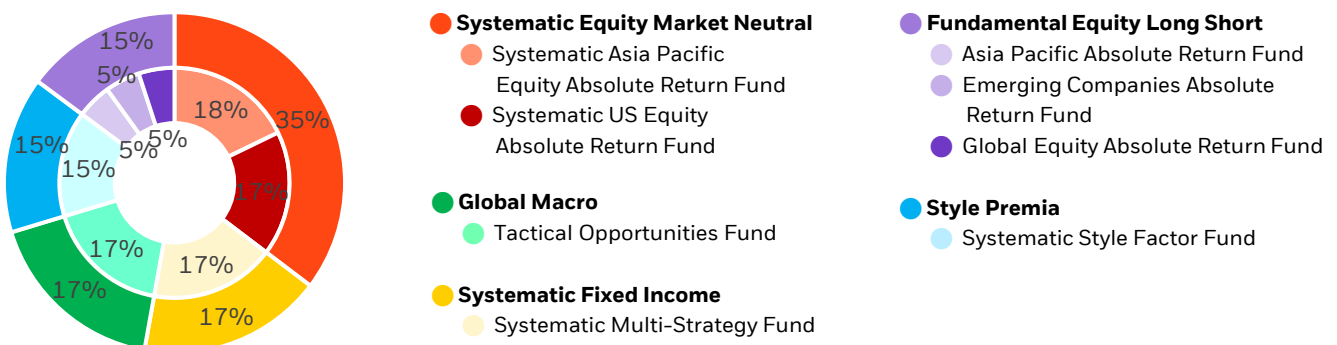 15%
5%
18%
35%
5%
5%
15%
15%
17%
17%
17%
17%
17%
Systematic Equity Market Neutral
Systematic Asia Pacific
Equity Absolute Return Fund
Systematic US Equity
Absolute Return Fund
Global Macro
Tactical Opportunities Fund
Systematic Fixed Income
Systematic Multi-Strategy Fund
Fundamental Equity Long Short
Asia Pacific Absolute Return Fund
Emerging Companies Absolute
Return Fund
Global Equity Absolute Return Fund
Style Premia
Systematic Style Factor Fund